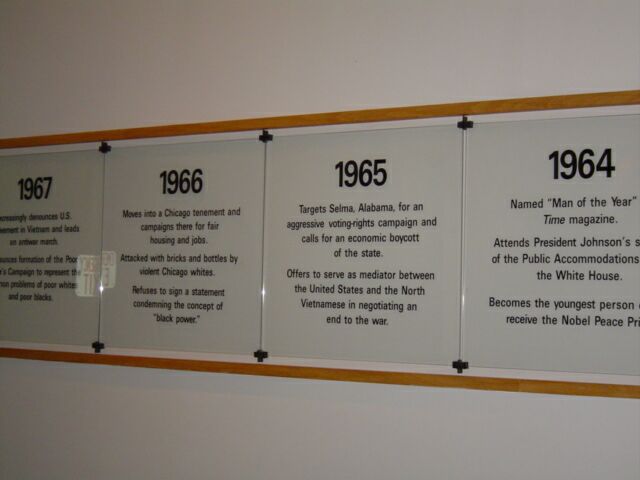 1967
creasingly denounces U.S.
ement in Vietnam and leads
on antiwar march.
ounces formation of the Poor
e's Campaign to represent the
mon problems of poor whites
and poor blacks.
1966
Moves into a Chicago tenement and
campaigns there for fair
housing and jobs.
Attacked with bricks and bottles by
violent Chicago whites.
Refuses to sign a statement
condemning the concept of
"black power."
1965
Targets Selma, Alabama, for an
aggressive voting-rights campaign and
calls for an economic boycott
of the state.
Offers to serve as mediator between
the United States and the North
Vietnamese in negotiating an
end to the war.
1964
Named "Man of the Year"
Time magazine.
Attends President Johnson's s
of the Public Accommodations
the White House.
Becomes the youngest person
receive the Nobel Peace Pri